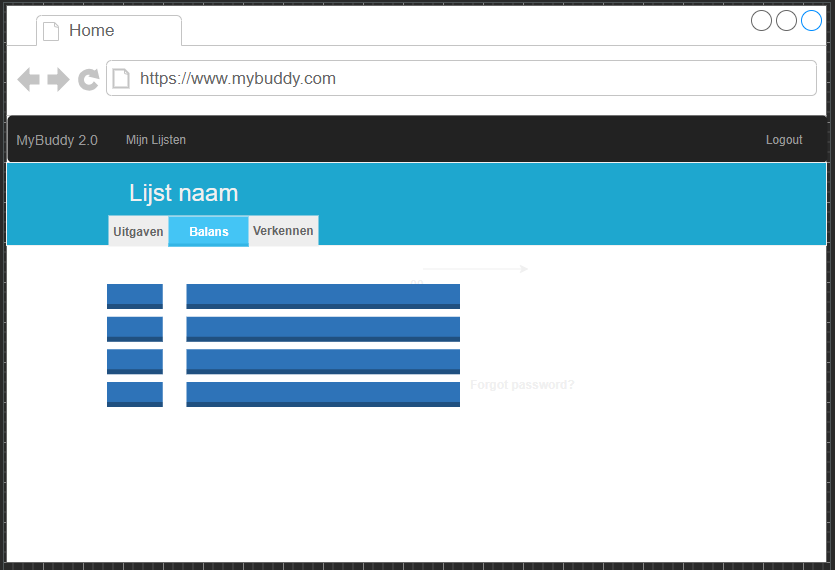 Home
https://www.mybuddy.com
MyBuddy 2.0 Mijn Lijsten Logout
Lijst naam
Uitgaven Balans Verkennen
Forgot password?